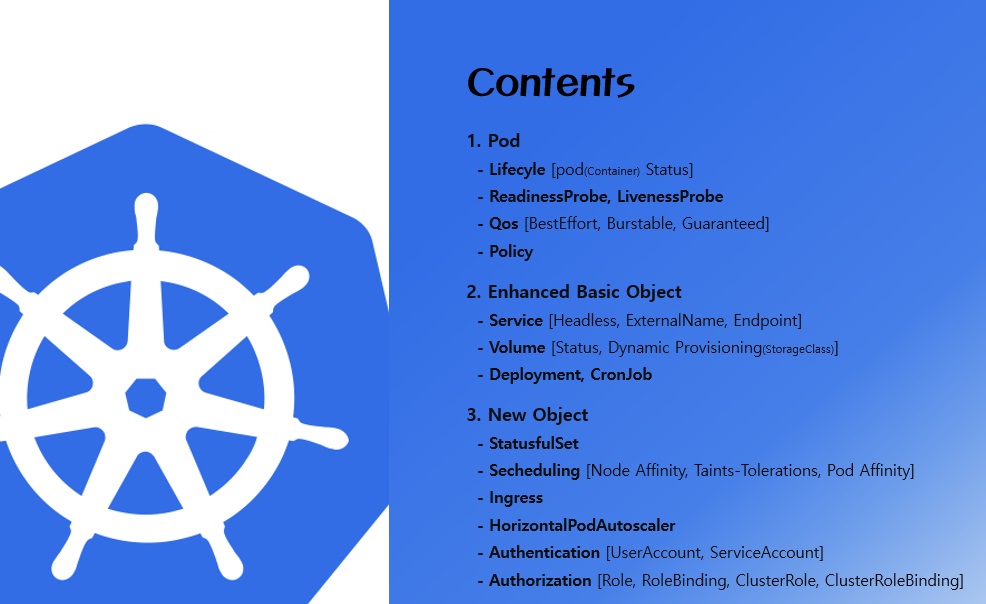 Contents
1. Pod
- Lifecyle [pod(Container) Status]
- ReadinessProbe, LivenessProbe
- Qos [BestEffort, Burstable, Guaranteed]
- Policy
2. Enhanced Basic Object
- Service [Headless, ExternalName, Endpoint]
- Volume [Status, Dynamic Provisioning(StorageClass)]
- Deployment, CronJob
3. New Object
- StatusfulSet
- Secheduling [Node Affinity, Taints-Tolerations, Pod Affinity]
- Ingress
- HorizontalPodAutoscaler
- Authentication [UserAccount, ServiceAccount]
- Authorization [Role, RoleBinding, ClusterRole, ClusterRoleBinding]